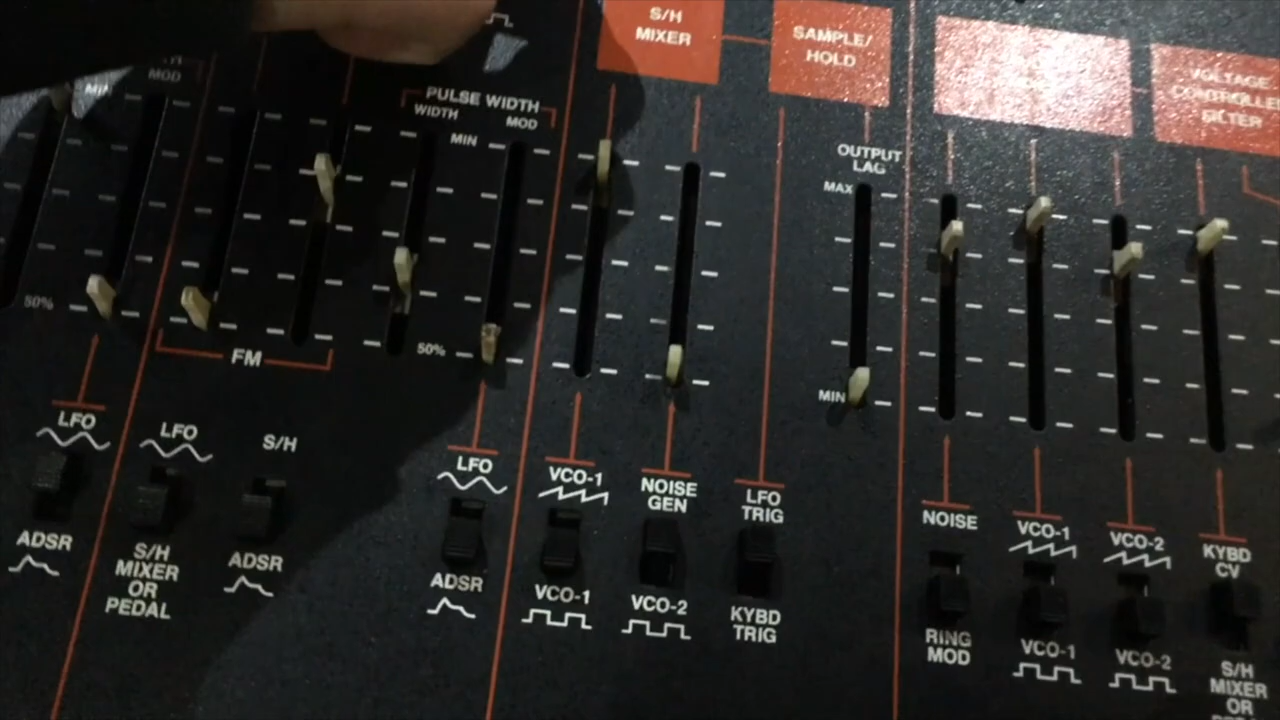 MOD
MIN
PULSE WIDTH
WIDTH
MOD
MIN
S/H
MIXER
SAMPLE/
HOLD
VOLTAGE
CONTROLLED
FILTER
OUTPUT
LAG
MAX
MIN
50%
50%
FM
LFO
ADSR
LFO
S/H
MIXER
OR
PEDAL
S/H
ADSR
LFO
ADSR
VCO-1
VCO-1
NOISE
GEN
VCO-2
LFO
TRIG
KYBD
TRIG
NOISE
RING
MOD
VCO-1
VCO-1
VCO-2
VCO-2
KYBD
CV
S/H
MIXER
OR